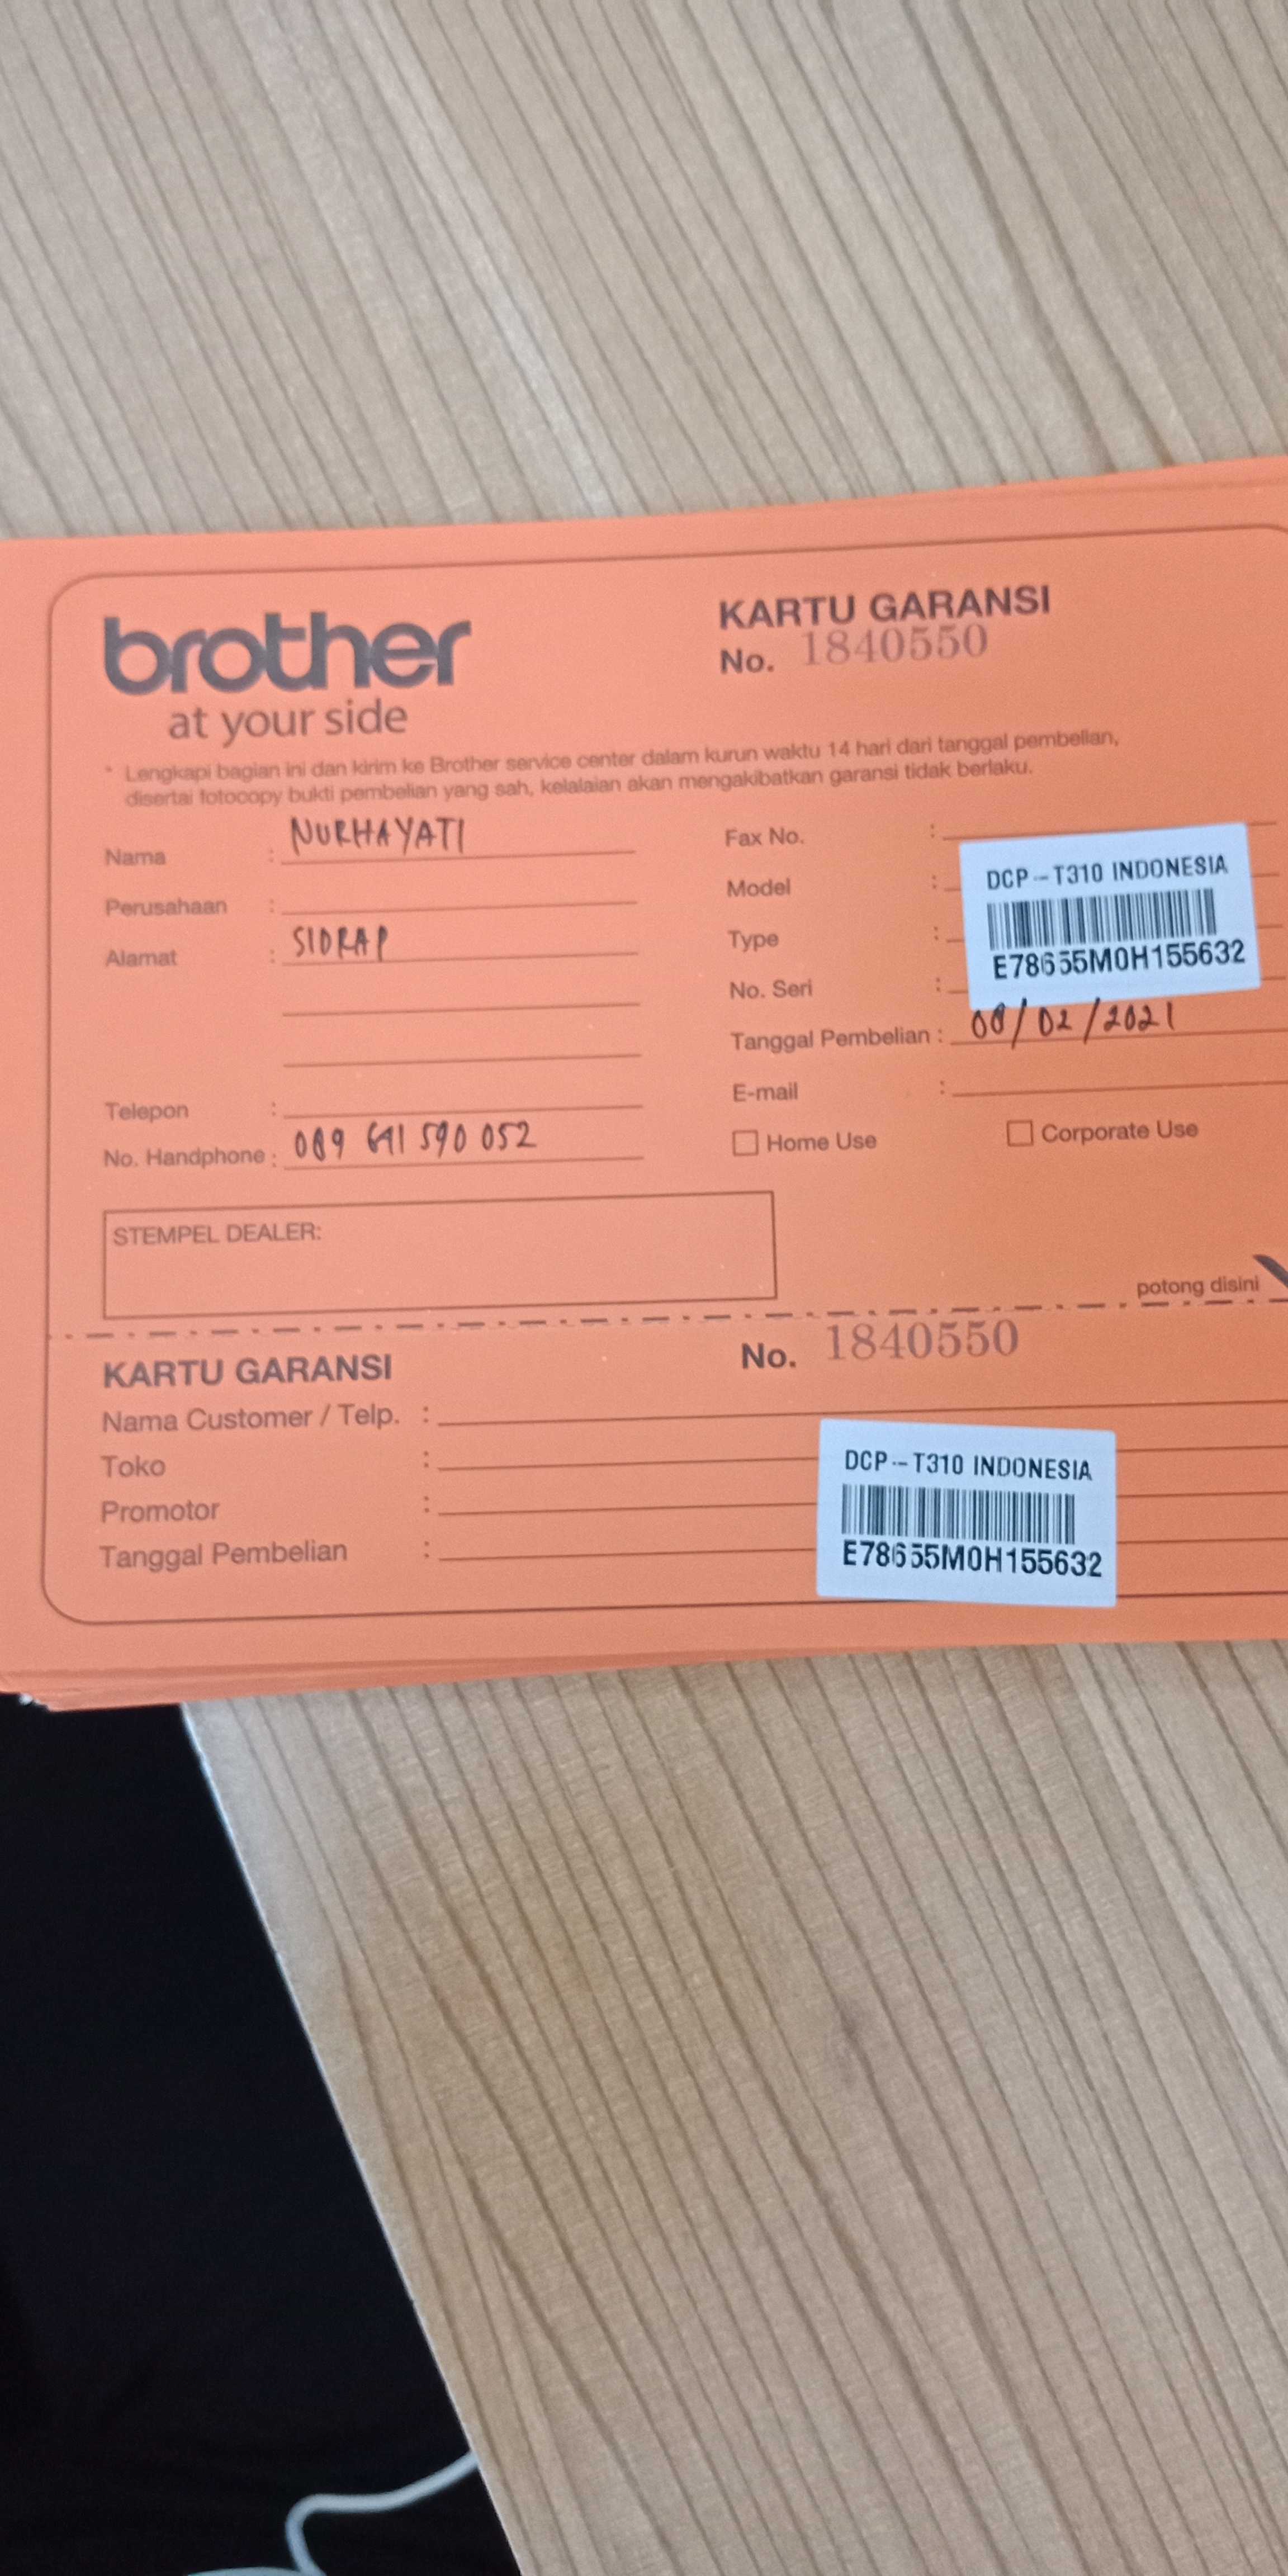 brother
at your side
KARTU GARANSI
No. 1840550
* Lengkapi bagian ini dan kirim ke Brother service center dalam kurun waktu 14 hari dari tanggal pembelian,
disertai fotocopy bukti pembelian yang sah, kelalaian akan mengakibatkan garansi tidak berlaku.
Nama : NURHAYATI
Perusahaan :
Alamat : SIDRAP
Telepon :
No. Handphone : 089 691 590 052
Fax No. :
Model :
Type :
No. Seri :
DCP-T310 INDONESIA
E78655M0H155632
Tanggal Pembelian : 08/02/2021
E-mail :
Home Use
Corporate Use
STEMPEL DEALER:
potong disini
KARTU GARANSI
No. 1840550
Nama Customer / Telp. :
Toko :
Promotor :
Tanggal Pembelian :
DCP-T310 INDONESIA
E78655M0H155632